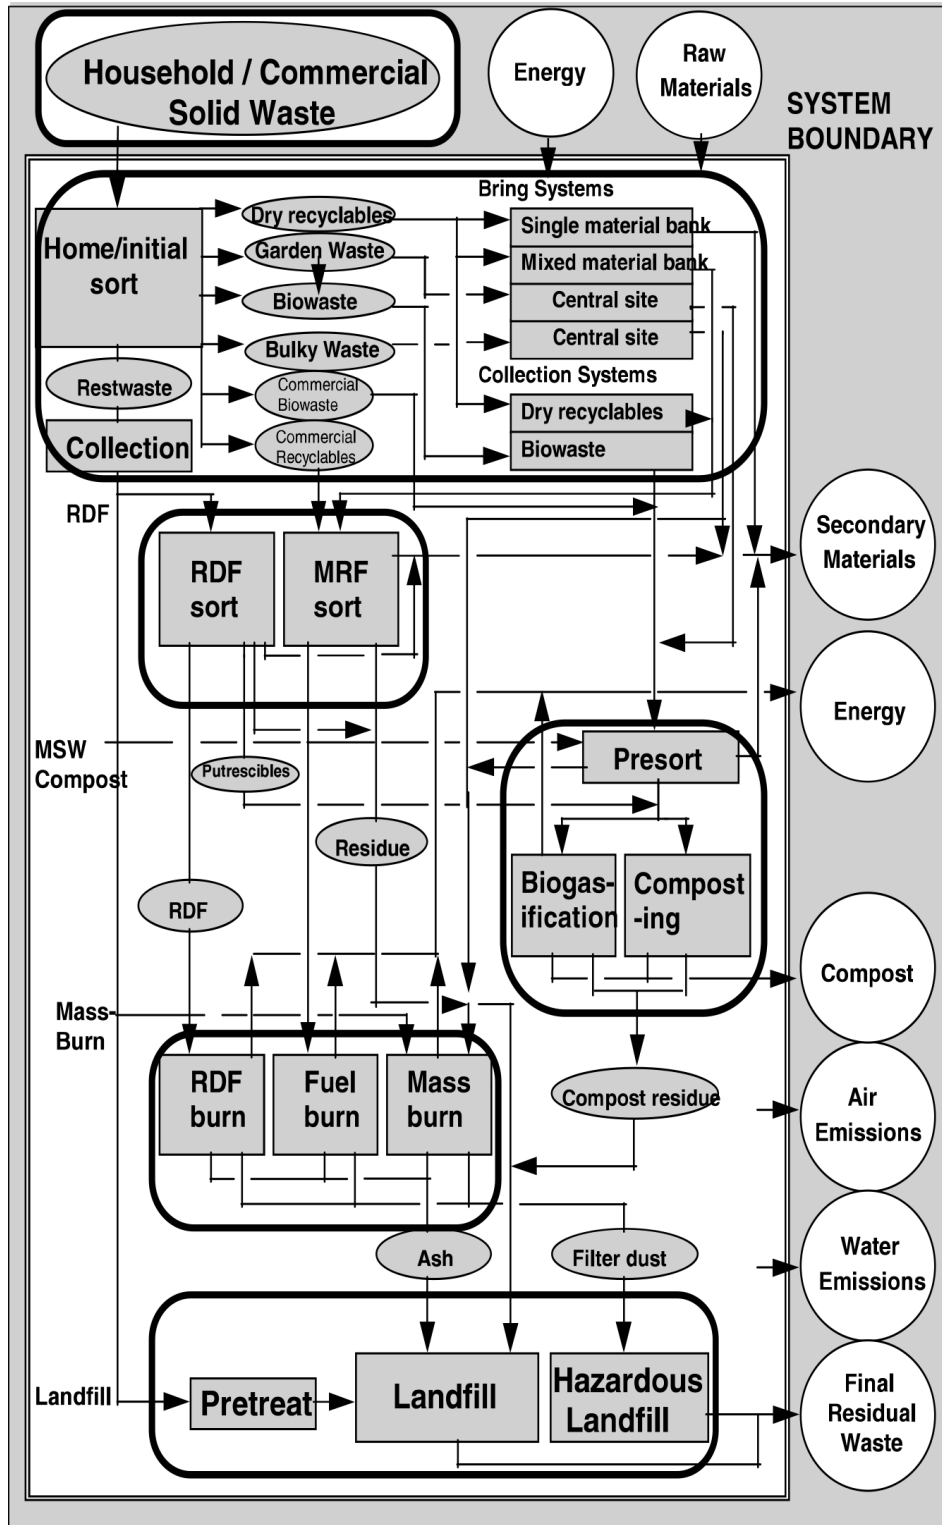 Household / Commercial
Solid Waste
Energy
Raw
Materials
SYSTEM
BOUNDARY
Bring Systems
Home/initial
sort
Dry recyclables
Garden Waste
Biowaste
Bulky Waste
Commercial
Biowaste
Commercial
Recyclables
Single material bank
Mixed material bank
Central site
Central site
Collection Systems
Dry recyclables
Biowaste
Restwaste
Collection
RDF
RDF
sort
MRF
sort
Secondary
Materials
Energy
MSW
Compost
Putrescibles
Presort
Residue
RDF
Biogas-
ification
Compost
-ing
Compost
Mass-
Burn
RDF
burn
Fuel
burn
Mass
burn
Compost residue
Air
Emissions
Ash
Filter dust
Water
Emissions
Landfill
Pretreat
Landfill
Hazardous
Landfill
Final
Residual
Waste